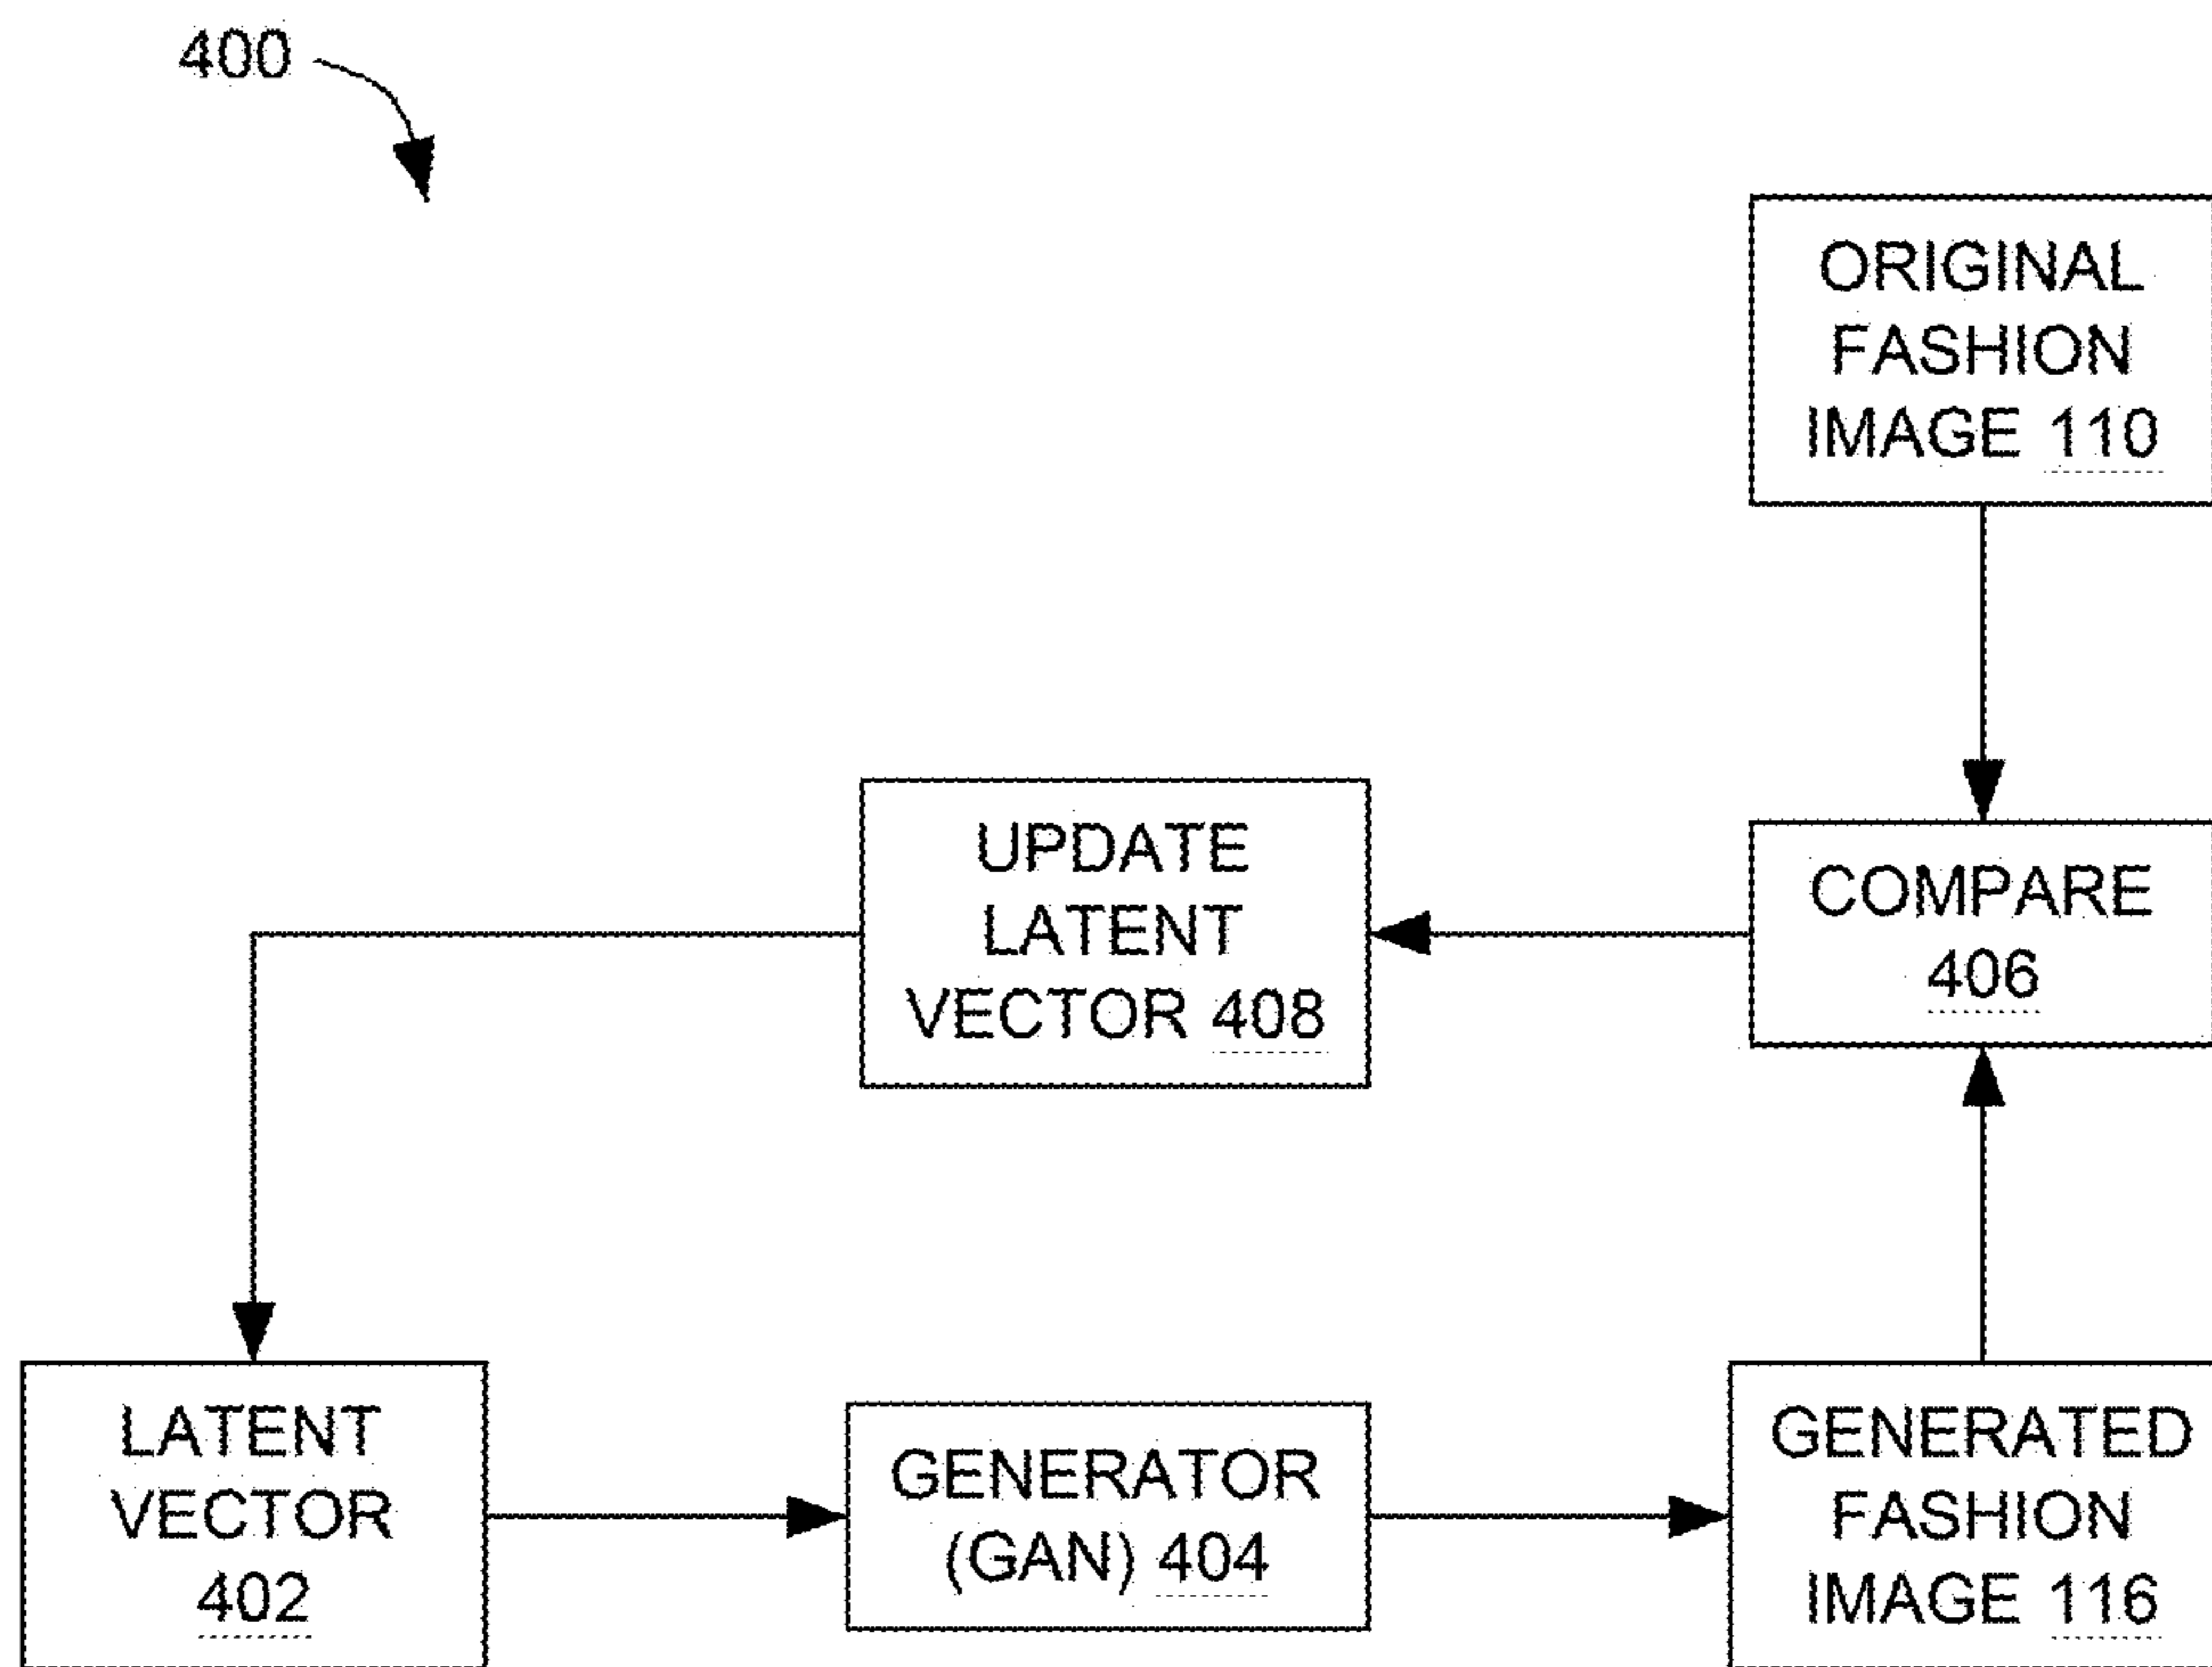 400
ORIGINAL
FASHION
IMAGE 110
UPDATE
LATENT
VECTOR 408
COMPARE
406
LATENT
VECTOR
402
GENERATOR
(GAN) 404
GENERATED
FASHION
IMAGE 116